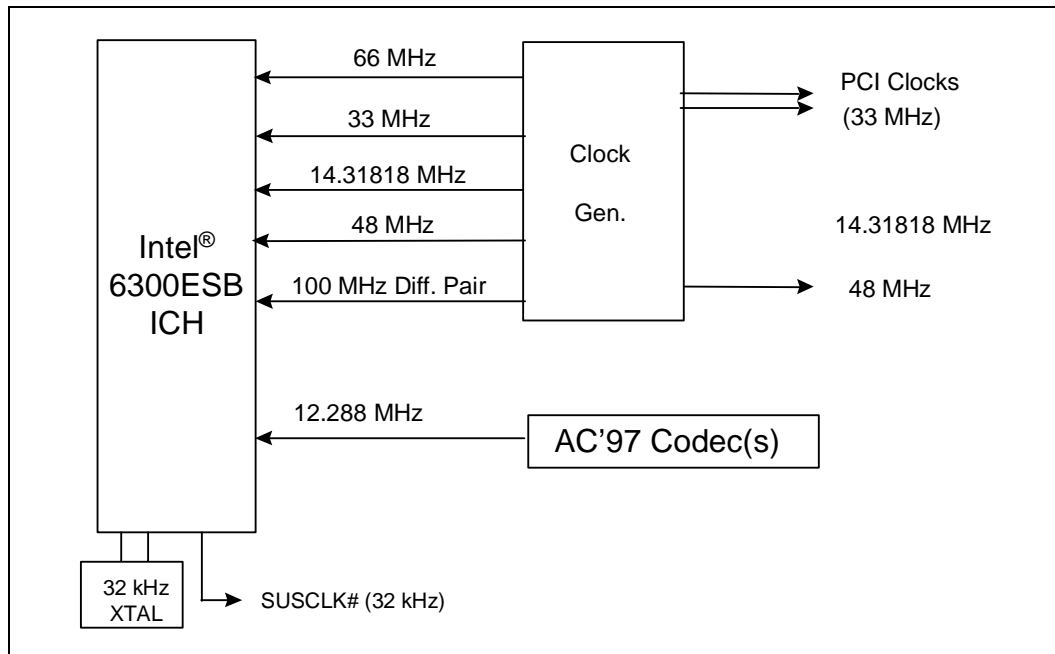 66 MHz
33 MHz
14.31818 MHz
48 MHz
100 MHz Diff. Pair
12.288 MHz
Intel®
6300ESB
ICH
Clock
Gen.
PCI Clocks
(33 MHz)
14.31818 MHz
48 MHz
AC'97 Codec(s)
32 kHz
XTAL
SUSCLK# (32 kHz)